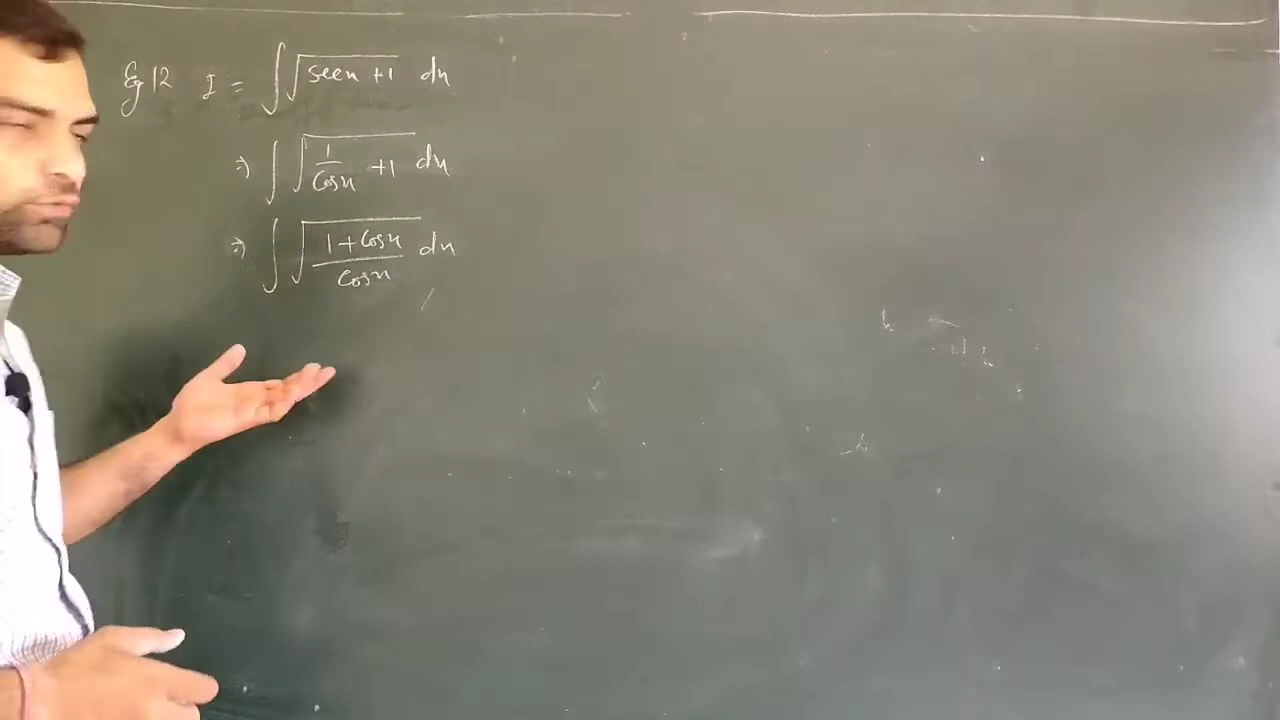 Eg 12 I = ∫ √(secx + 1) dx
⇒ ∫ √(1/Cosx + 1) dx
⇒ ∫ √((1 + Cosx)/Cosx) dx